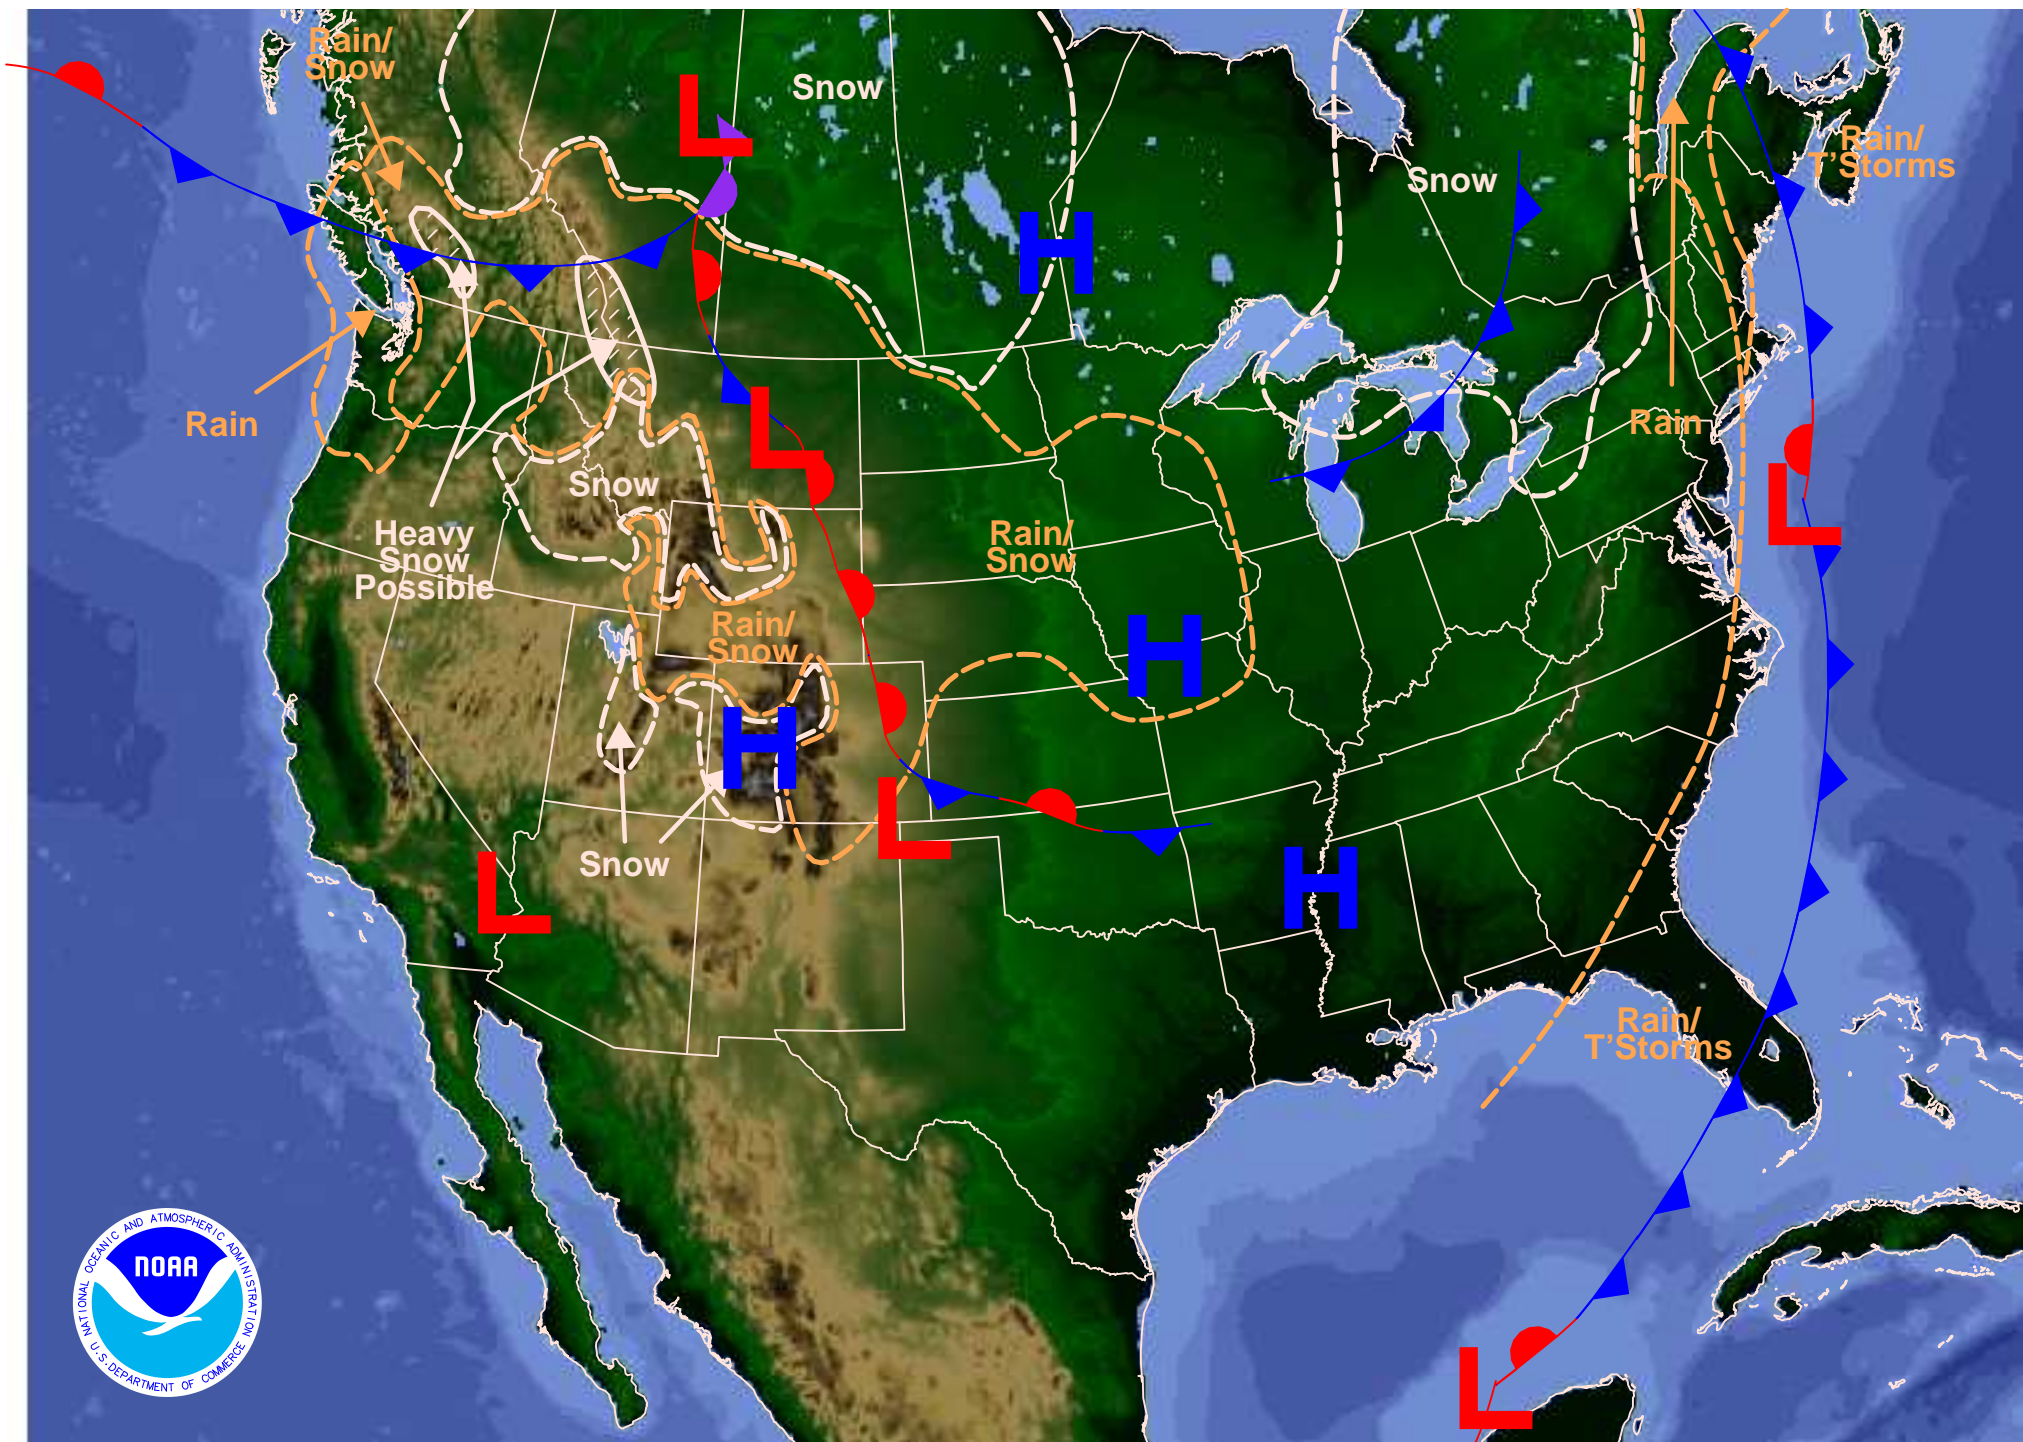 Rain/
Snow
L
Snow
Rain/
T'Storms
Snow
H
Rain
L
Rain
Snow
L
Heavy
Snow
Possible
Rain/
Snow
Rain/
Snow
H
H
L
Snow
L
H
Rain/
T'Storms
NATIONAL OCEANIC AND ATMOSPHERIC ADMINISTRATION
NOAA
U.S. DEPARTMENT OF COMMERCE
L